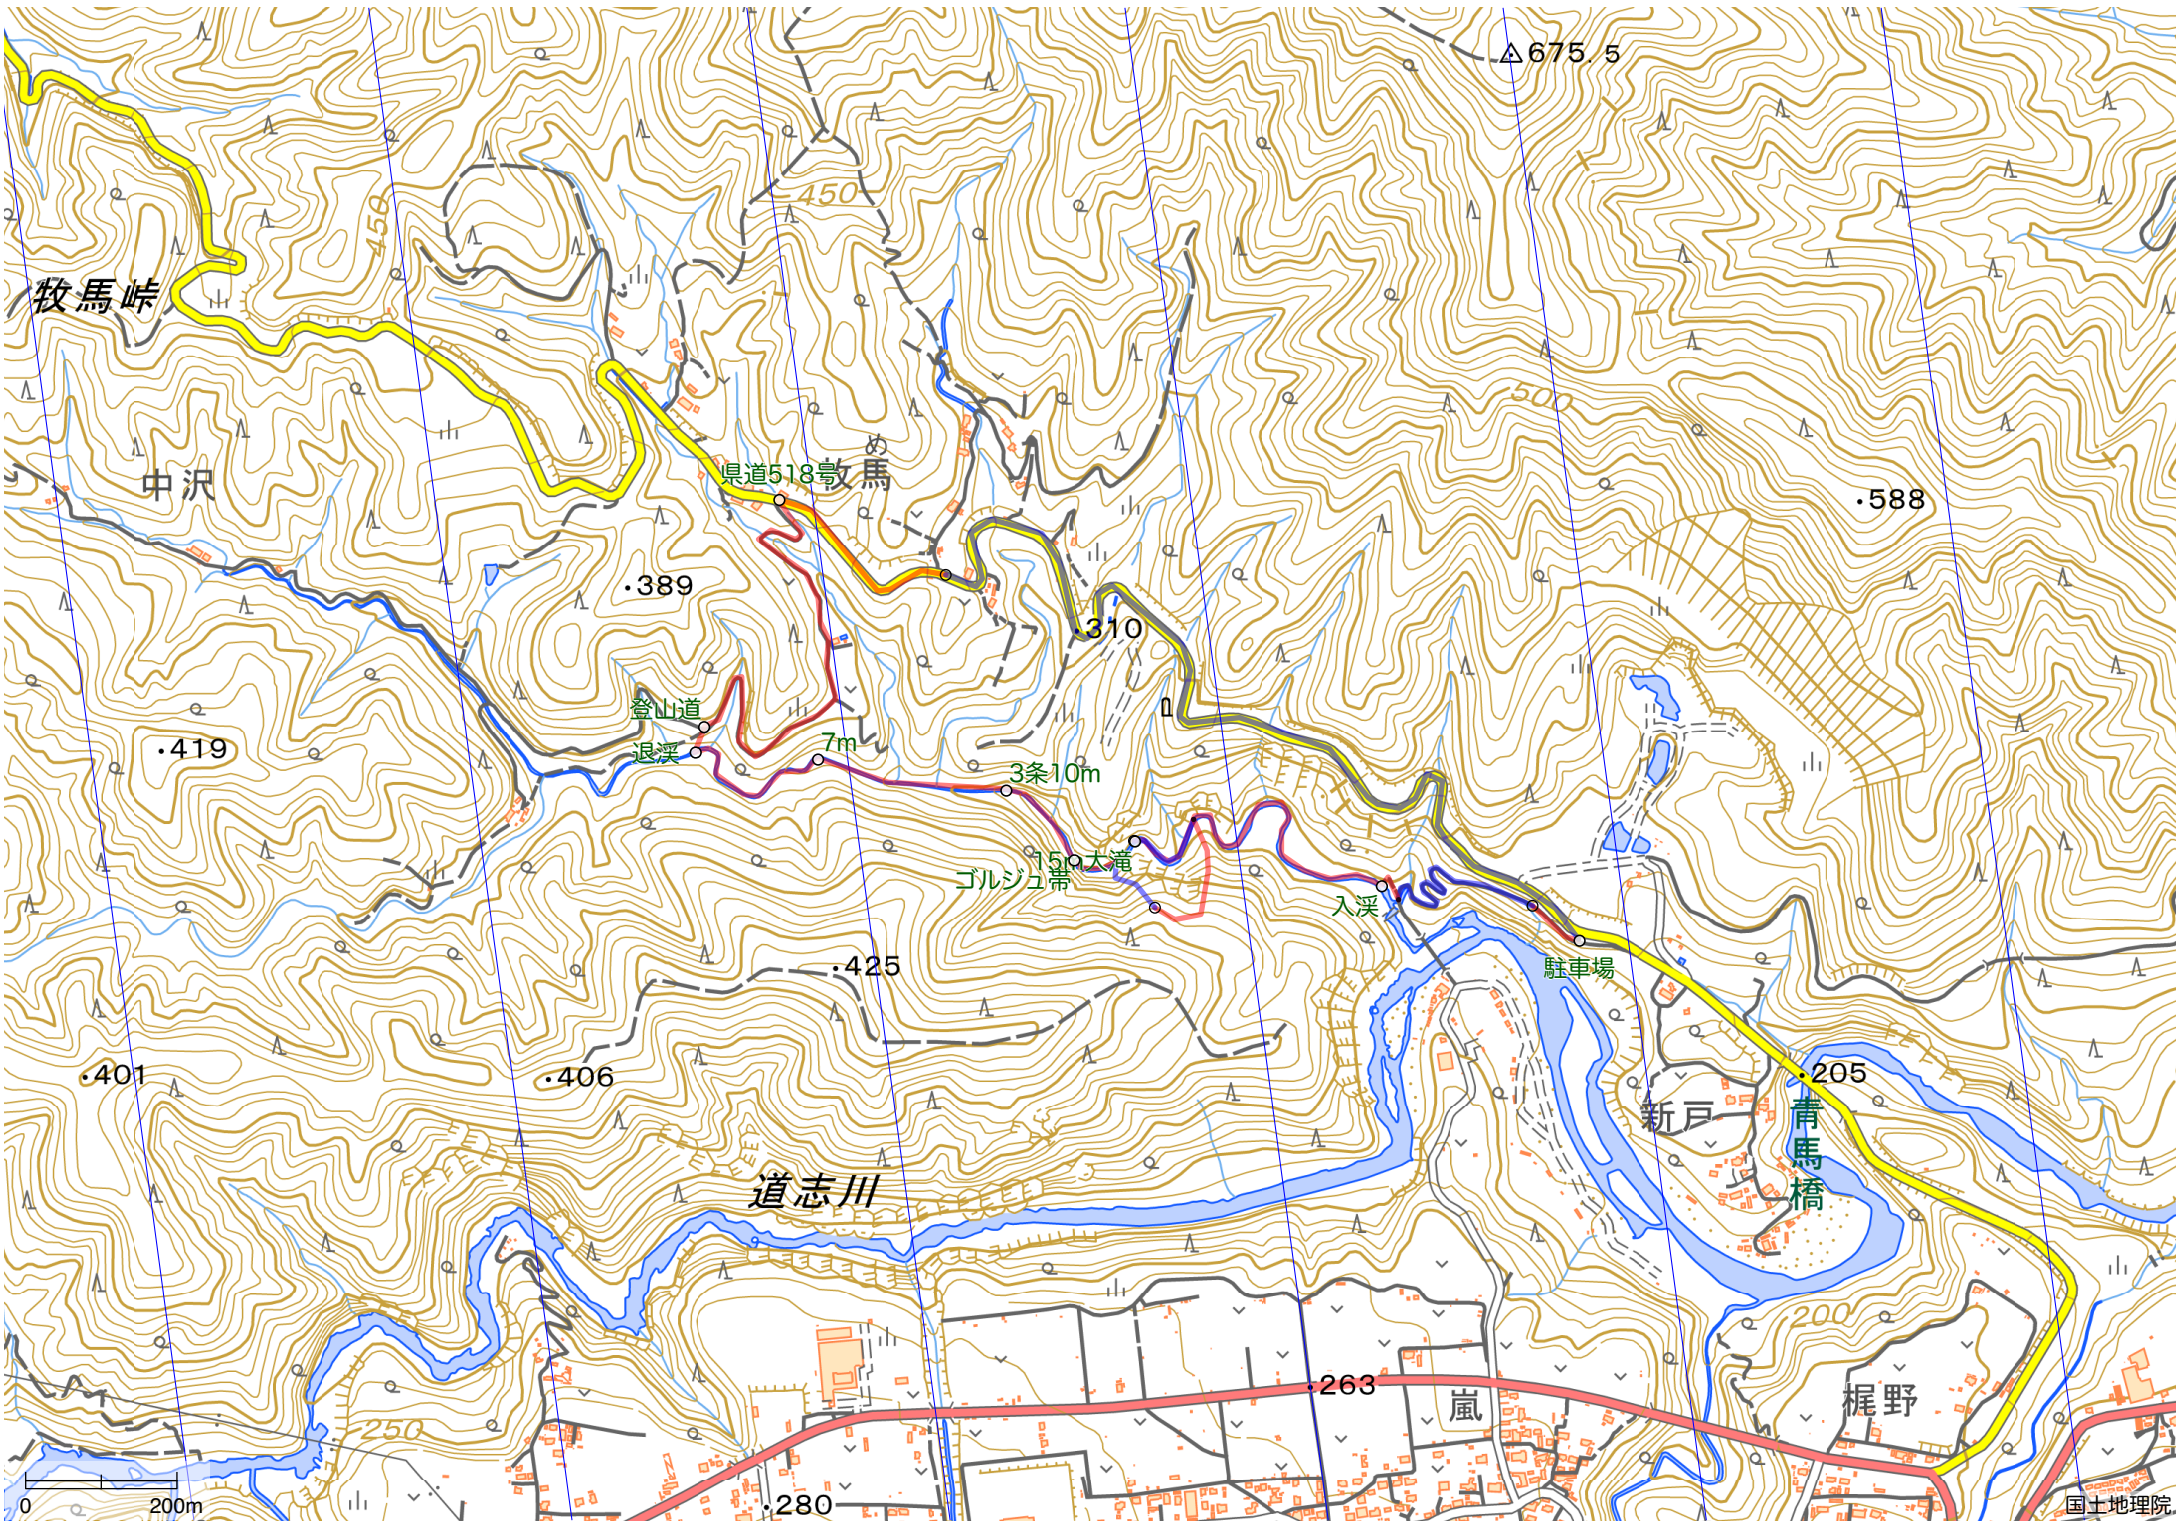 675.5
450
450
牧馬峠
500
県道518号
め
牧馬
中沢
588
389
310
登山道
419
退渓
7m
3条10m
15m大滝
ゴルジュ帯
入渓
425
駐車場
401
406
205
新戸
青馬橋
道志川
200
263
嵐
梶野
250
0 200m
280
国土地理院